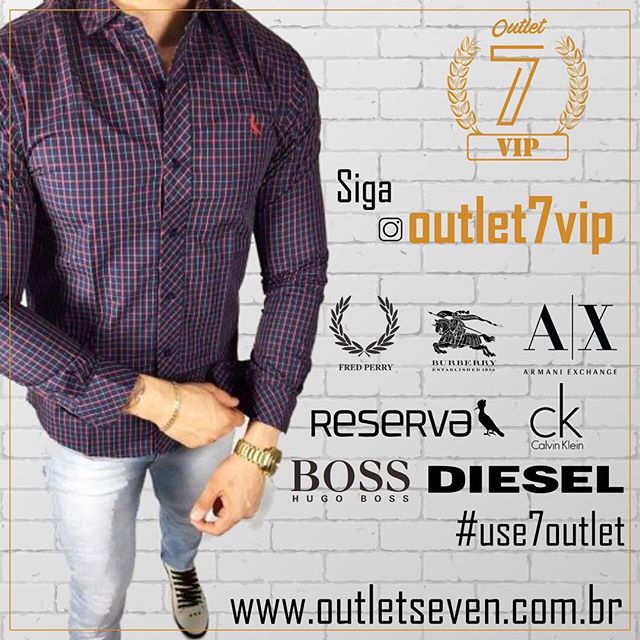 Outlet
7
VIP
Siga
outlet7vip
FRED PERRY
BURBERRY
ESTABLISHED 1856
A|X
ARMANI EXCHANGE
Reserva
ck
Calvin Klein
BOSS
HUGO BOSS
DIESEL
#use7outlet
www.outletseven.com.br